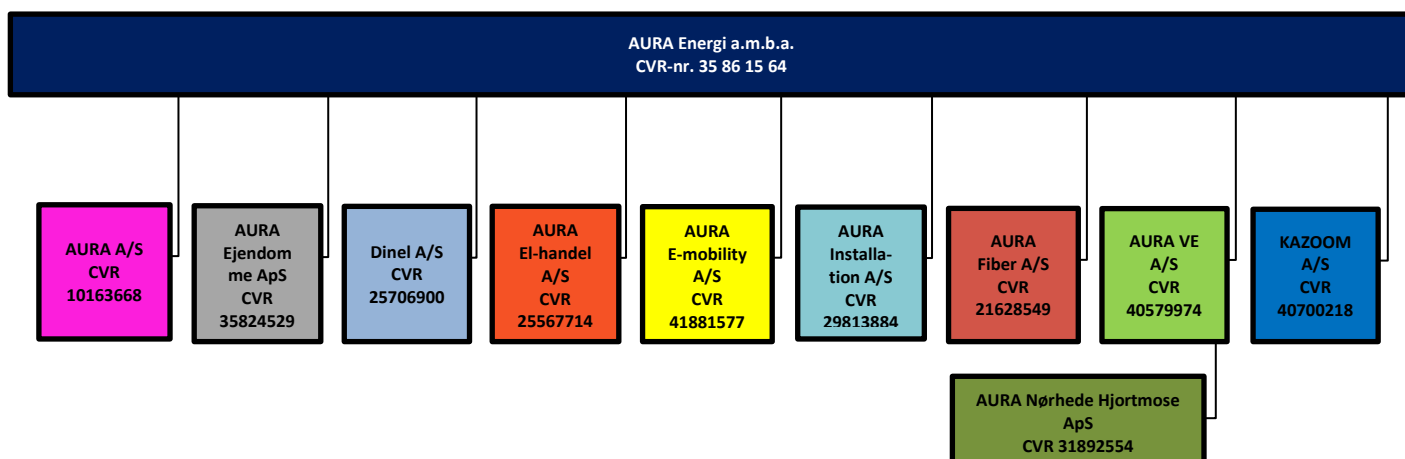 AURA Energi a.m.b.a.
CVR-nr. 35 86 15 64
AURA A/S
CVR
10163668
AURA
Ejendom
me ApS
CVR
35824529
Dinel A/S
CVR
25706900
AURA
El-handel
A/S
CVR
25567714
AURA
E-mobility
A/S
CVR
41881577
AURA
Installa-
tion A/S
CVR
29813884
AURA
Fiber A/S
CVR
21628549
AURA VE
A/S
CVR
40579974
KAZOOM
A/S
CVR
40700218
AURA Nørhede Hjortmose
ApS
CVR 31892554